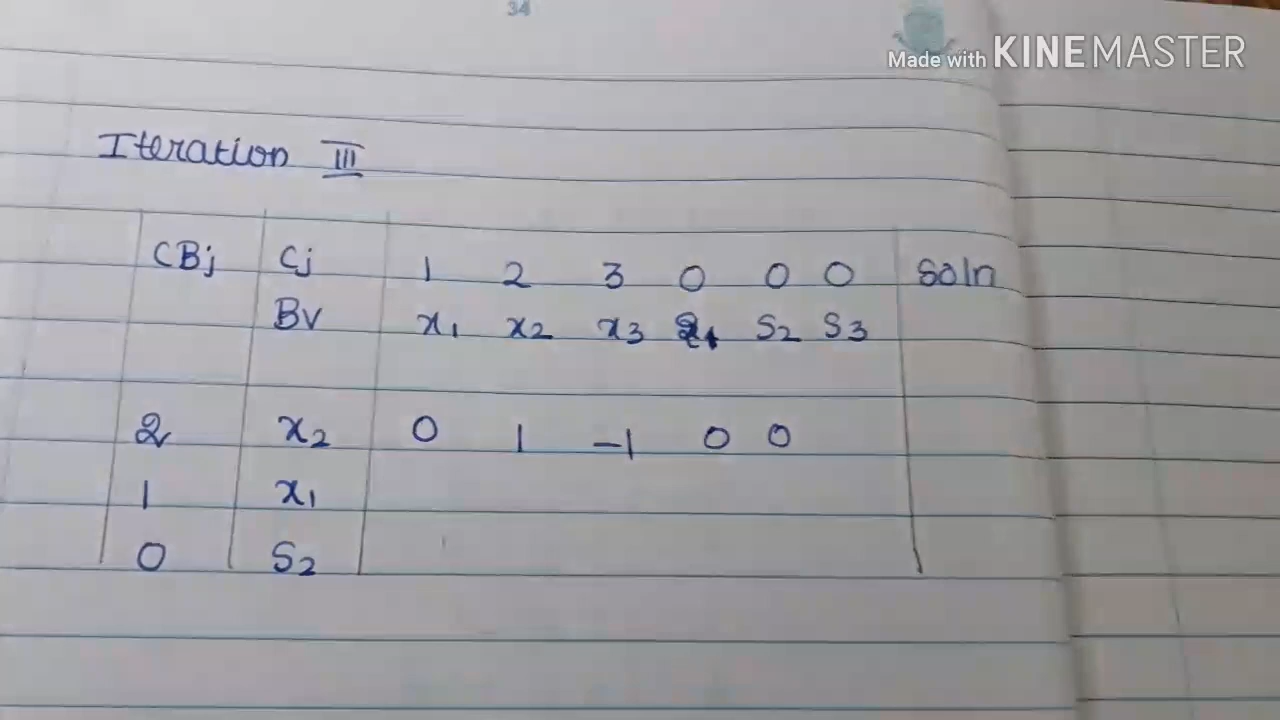 34
Made with KINEMASTER
Iteration III
CBj Cj 1 2 3 0 0 0 Soln
BV x1 x2 x3 S2 S3
2 x2 0 1 -1 0 0
1 x1
0 S2